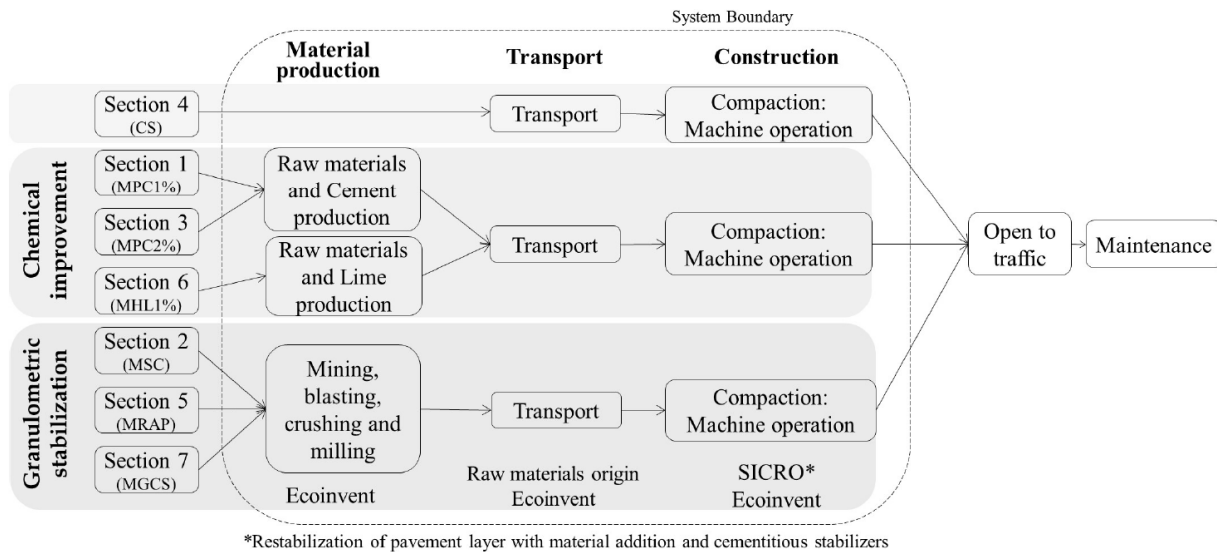 System Boundary
Material
production
Transport
Construction
Section 4
(CS)
Transport
Compaction:
Machine operation
Chemical
improvement
Section 1
(MPC1%)
Section 3
(MPC2%)
Section 6
(MHL1%)
Raw materials
and Cement
production
Raw materials
and Lime
production
Transport
Compaction:
Machine operation
Open to
traffic
Maintenance
Granulometric
stabilization
Section 2
(MSC)
Section 5
(MRAP)
Section 7
(MGCS)
Mining,
blasting,
crushing and
milling
Transport
Compaction:
Machine operation
Ecoinvent
Raw materials origin
Ecoinvent
SICRO*
Ecoinvent
*Restabilization of pavement layer with material addition and cementitious stabilizers